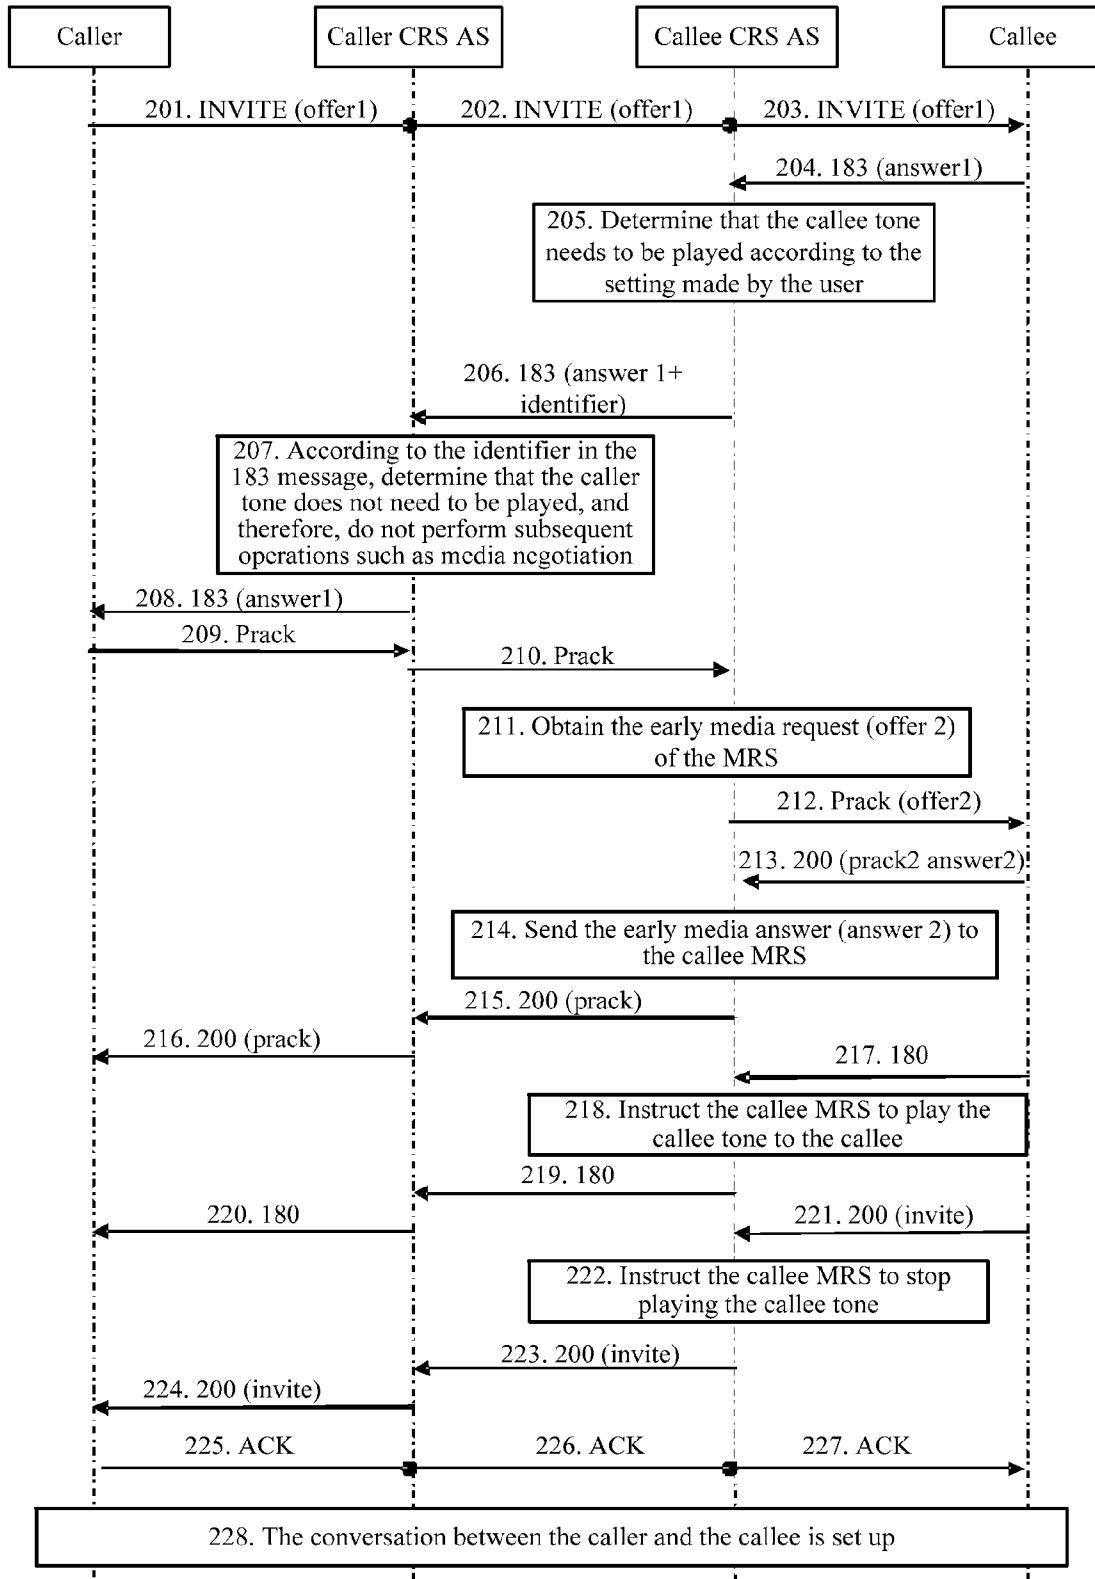 Caller
Caller CRS AS
Callee CRS AS
Callee
201. INVITE (offer1)
202. INVITE (offer1)
203. INVITE (offer1)
204. 183 (answer1)
205. Determine that the callee tone
needs to be played according to the
setting made by the user
206. 183 (answer 1+
identifier)
207. According to the identifier in the
183 message, determine that the caller
tone does not need to be played, and
therefore, do not perform subsequent
operations such as media negotiation
208. 183 (answer1)
209. Prack
210. Prack
211. Obtain the early media request (offer 2)
of the MRS
212. Prack (offer2)
213. 200 (prack2 answer2)
214. Send the early media answer (answer 2) to
the callee MRS
215. 200 (prack)
216. 200 (prack)
217. 180
218. Instruct the callee MRS to play the
callee tone to the callee
219. 180
220. 180
221. 200 (invite)
222. Instruct the callee MRS to stop
playing the callee tone
223. 200 (invite)
224. 200 (invite)
225. ACK
226. ACK
227. ACK
228. The conversation between the caller and the callee is set up